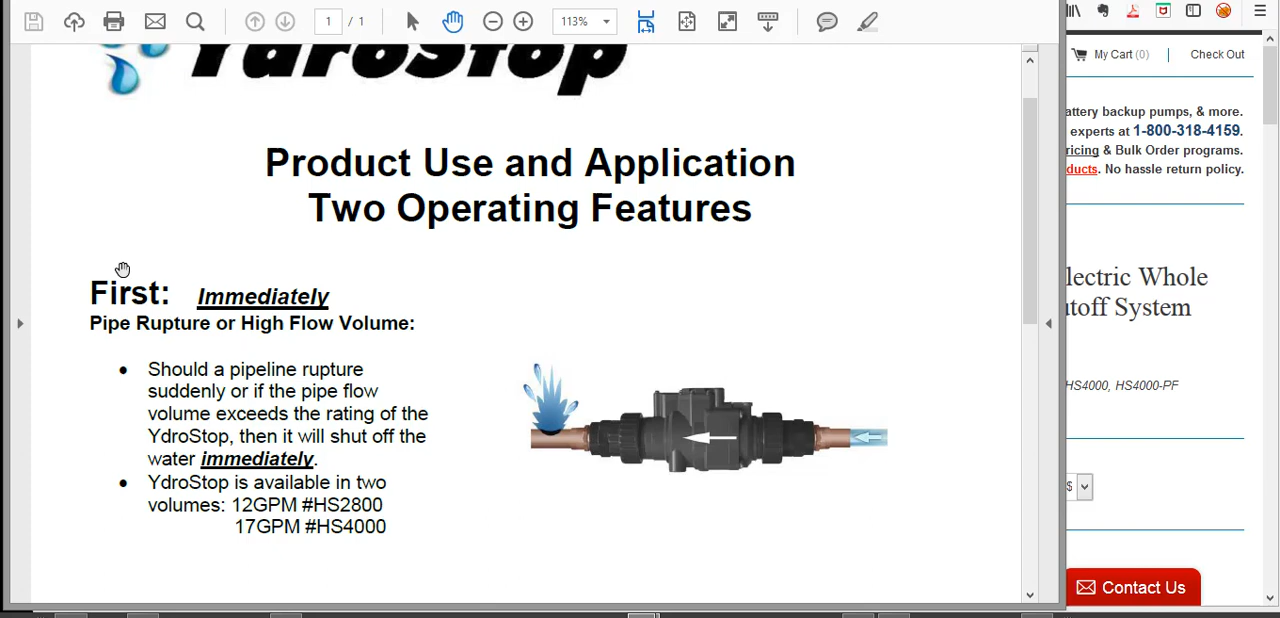 1 / 1
113%
YdroStop
Product Use and Application
Two Operating Features
First: Immediately
Pipe Rupture or High Flow Volume:
• Should a pipeline rupture
suddenly or if the pipe flow
volume exceeds the rating of the
YdroStop, then it will shut off the
water immediately.
• YdroStop is available in two
volumes: 12GPM #HS2800
17GPM #HS4000
My Cart (0) | Check Out
attery backup pumps, & more.
experts at 1-800-318-4159.
ricing & Bulk Order programs.
ducts. No hassle return policy.
lectric Whole
utoff System
HS4000, HS4000-PF
$
Contact Us